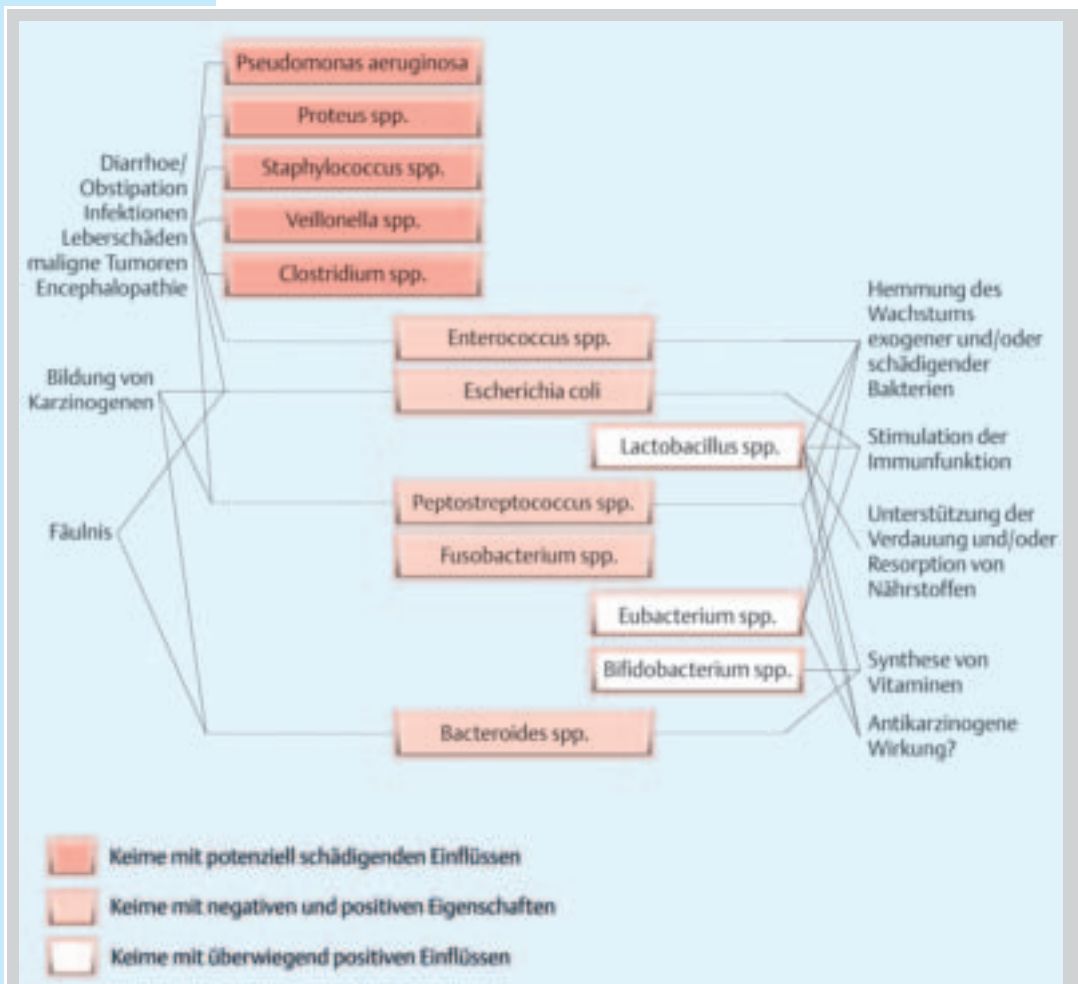 Pseudomonas aeruginosa
Proteus spp.
Staphylococcus spp.
Veillonella spp.
Clostridium spp.
Diarrhoe/
Obstipation
Infektionen
Leberschäden
maligne Tumoren
Encephalopathie
Enterococcus spp.
Escherichia coli
Lactobacillus spp.
Peptostreptococcus spp.
Fusobacterium spp.
Eubacterium spp.
Bifidobacterium spp.
Bacteroides spp.
Bildung von
Karzinogenen
Fäulnis
Hemmung des
Wachstums
exogener und/oder
schädigender
Bakterien
Stimulation der
Immunfunktion
Unterstützung der
Verdauung und/oder
Resorption von
Nährstoffen
Synthese von
Vitaminen
Antikarzinogene
Wirkung?
Keime mit potenziell schädigenden Einflüssen
Keime mit negativen und positiven Eigenschaften
Keime mit überwiegend positiven Einflüssen